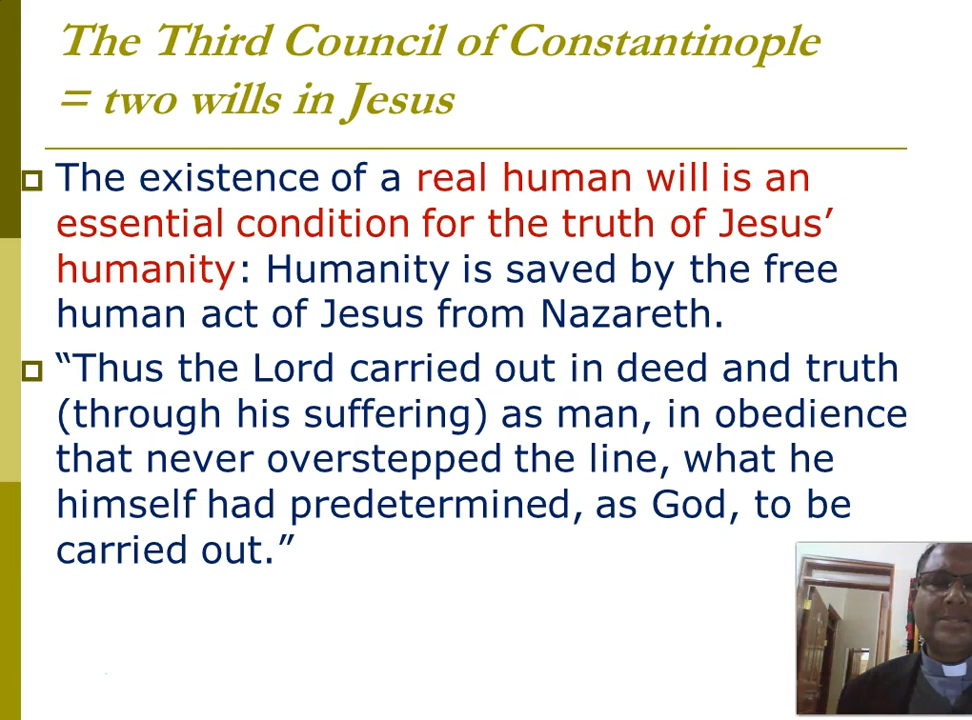 The Third Council of Constantinople
= two wills in Jesus
The existence of a real human will is an
essential condition for the truth of Jesus’
humanity: Humanity is saved by the free
human act of Jesus from Nazareth.
“Thus the Lord carried out in deed and truth
(through his suffering) as man, in obedience
that never overstepped the line, what he
himself had predetermined, as God, to be
carried out.”